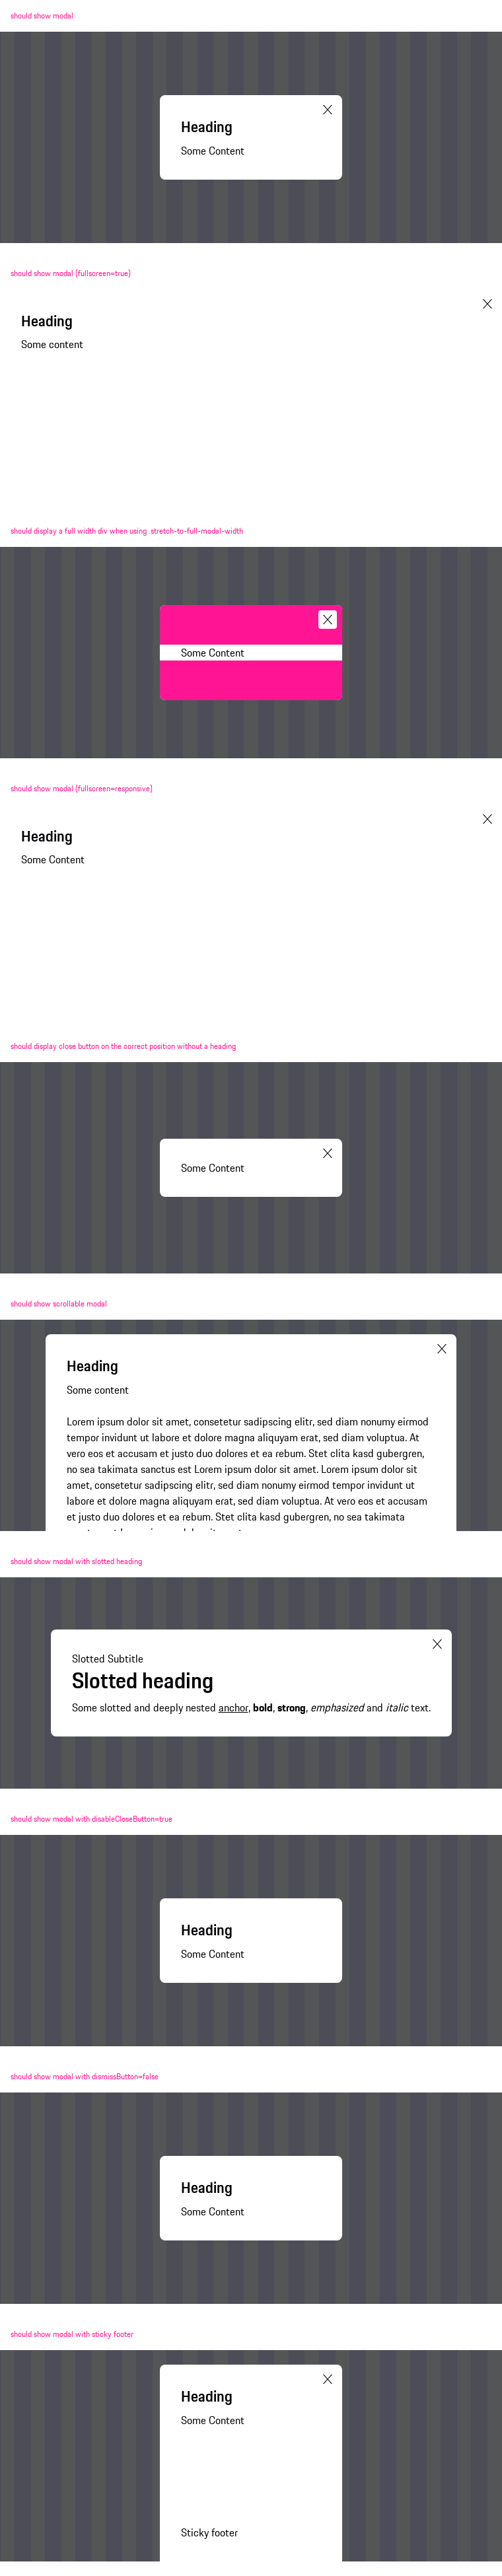 should show modal
Heading
Some Content
should show modal (fullscreen=true)
Heading
Some content
should display a full width div when using .stretch-to-full-modal-width
Some Content
should show modal (fullscreen=responsive)
Heading
Some Content
should display close button on the correct position without a heading
Some Content
should show scrollable modal
Heading
Some content
Lorem ipsum dolor sit amet, consetetur sadipscing elitr, sed diam nonumy eirmod
tempor invidunt ut labore et dolore magna aliquyam erat, sed diam voluptua. At
vero eos et accusam et justo duo dolores et ea rebum. Stet clita kasd gubergren,
no sea takimata sanctus est Lorem ipsum dolor sit amet. Lorem ipsum dolor sit
amet, consetetur sadipscing elitr, sed diam nonumy eirmod tempor invidunt ut
labore et dolore magna aliquyam erat, sed diam voluptua. At vero eos et accusam
et justo duo dolores et ea rebum. Stet clita kasd gubergren, no sea takimata
should show modal with slotted heading
Slotted Subtitle
Slotted heading
Some slotted and deeply nested anchor, bold, strong, emphasized and italic text.
should show modal with disableCloseButton=true
Heading
Some Content
should show modal with dismissButton=false
Heading
Some Content
should show modal with sticky footer
Heading
Some Content
Sticky footer